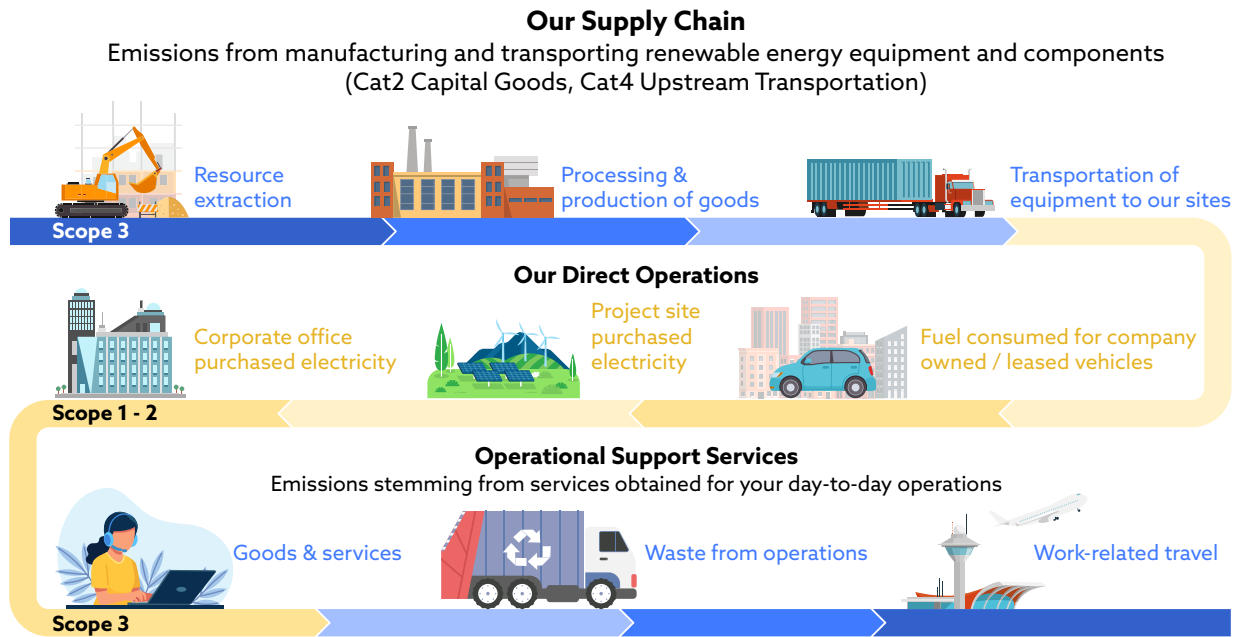 Our Supply Chain
Emissions from manufacturing and transporting renewable energy equipment and components
(Cat2 Capital Goods, Cat4 Upstream Transportation)
Resource
extraction
Processing &
production of goods
Transportation of
equipment to our sites
Scope 3
Our Direct Operations
Corporate office
purchased electricity
Project site
purchased
electricity
Fuel consumed for company
owned / leased vehicles
Scope 1 - 2
Operational Support Services
Emissions stemming from services obtained for your day-to-day operations
Goods & services
Waste from operations
Work-related travel
Scope 3